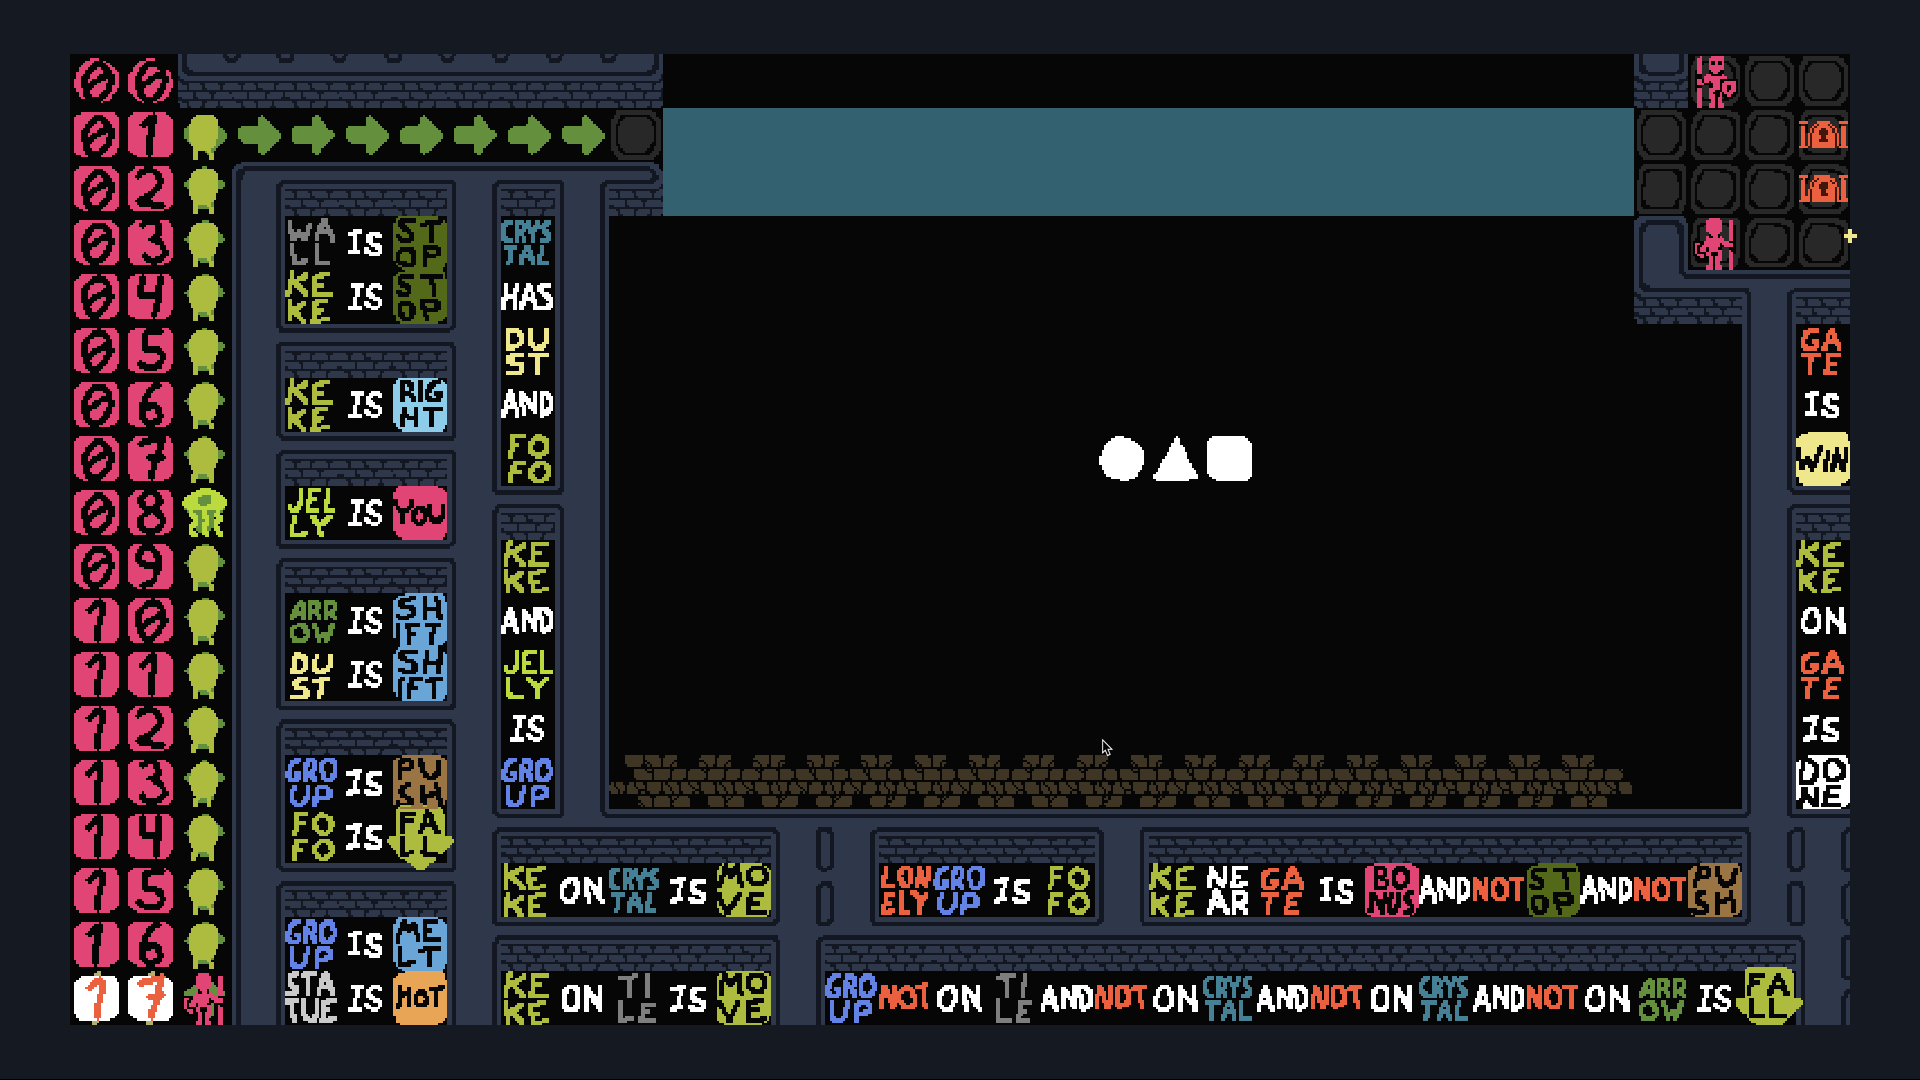 00
01
02
03
04
05
06
07
08
09
10
11
12
13
14
15
16
17
WALL IS STOP
KEKE IS STOP
KEKE IS RIGHT
JELLY IS YOU
ARROW IS SHIFT
DUST IS SHIFT
GROUP IS PUSH
FOFO IS FALL
GROUP IS MELT
STATUE IS HOT
CRYSTAL HAS DUST AND FOFO
KEKE AND JELLY IS GROUP
KEKE ON CRYSTAL IS MOVE
KEKE ON TILE IS MOVE
LONELY GROUP IS FOFO
KEKE NEAR GATE IS BONUS AND NOT STOP AND NOT PUSH
GROUP NOT ON TILE AND NOT ON CRYSTAL AND NOT ON CRYSTAL AND NOT ON ARROW IS FALL
GATE IS WIN
KEKE ON GATE IS DONE